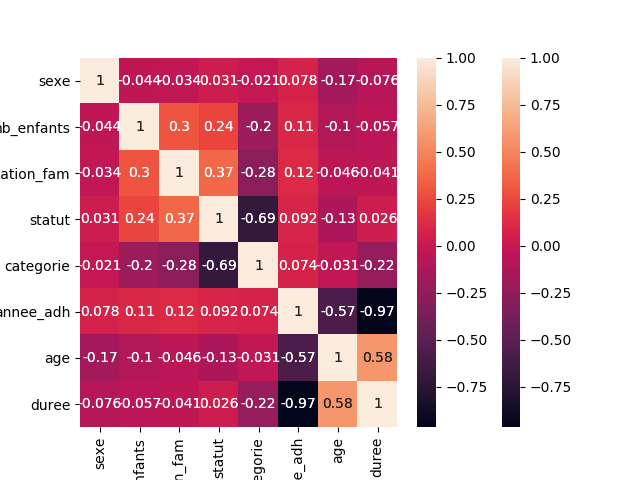 sexe 1 -0.044 -0.034 0.031 -0.021 0.078 -0.17 -0.076
nb_enfants -0.044 1 0.3 0.24 -0.2 0.11 -0.1 -0.057
ation_fam -0.034 0.3 1 0.37 -0.28 0.12 -0.046 -0.041
statut 0.031 0.24 0.37 1 -0.69 0.092 -0.13 0.026
categorie -0.021 -0.2 -0.28 -0.69 1 0.074 -0.031 -0.22
annee_adh 0.078 0.11 0.12 0.092 0.074 1 -0.57 -0.97
age -0.17 -0.1 -0.046 -0.13 -0.031 -0.57 1 0.58
duree -0.076 -0.057 -0.041 0.026 -0.22 -0.97 0.58 1
sexe
nfants
n_fam
statut
egorie
e_adh
age
duree
1.00
0.75
0.50
0.25
0.00
−0.25
−0.50
−0.75
1.00
0.75
0.50
0.25
0.00
−0.25
−0.50
−0.75